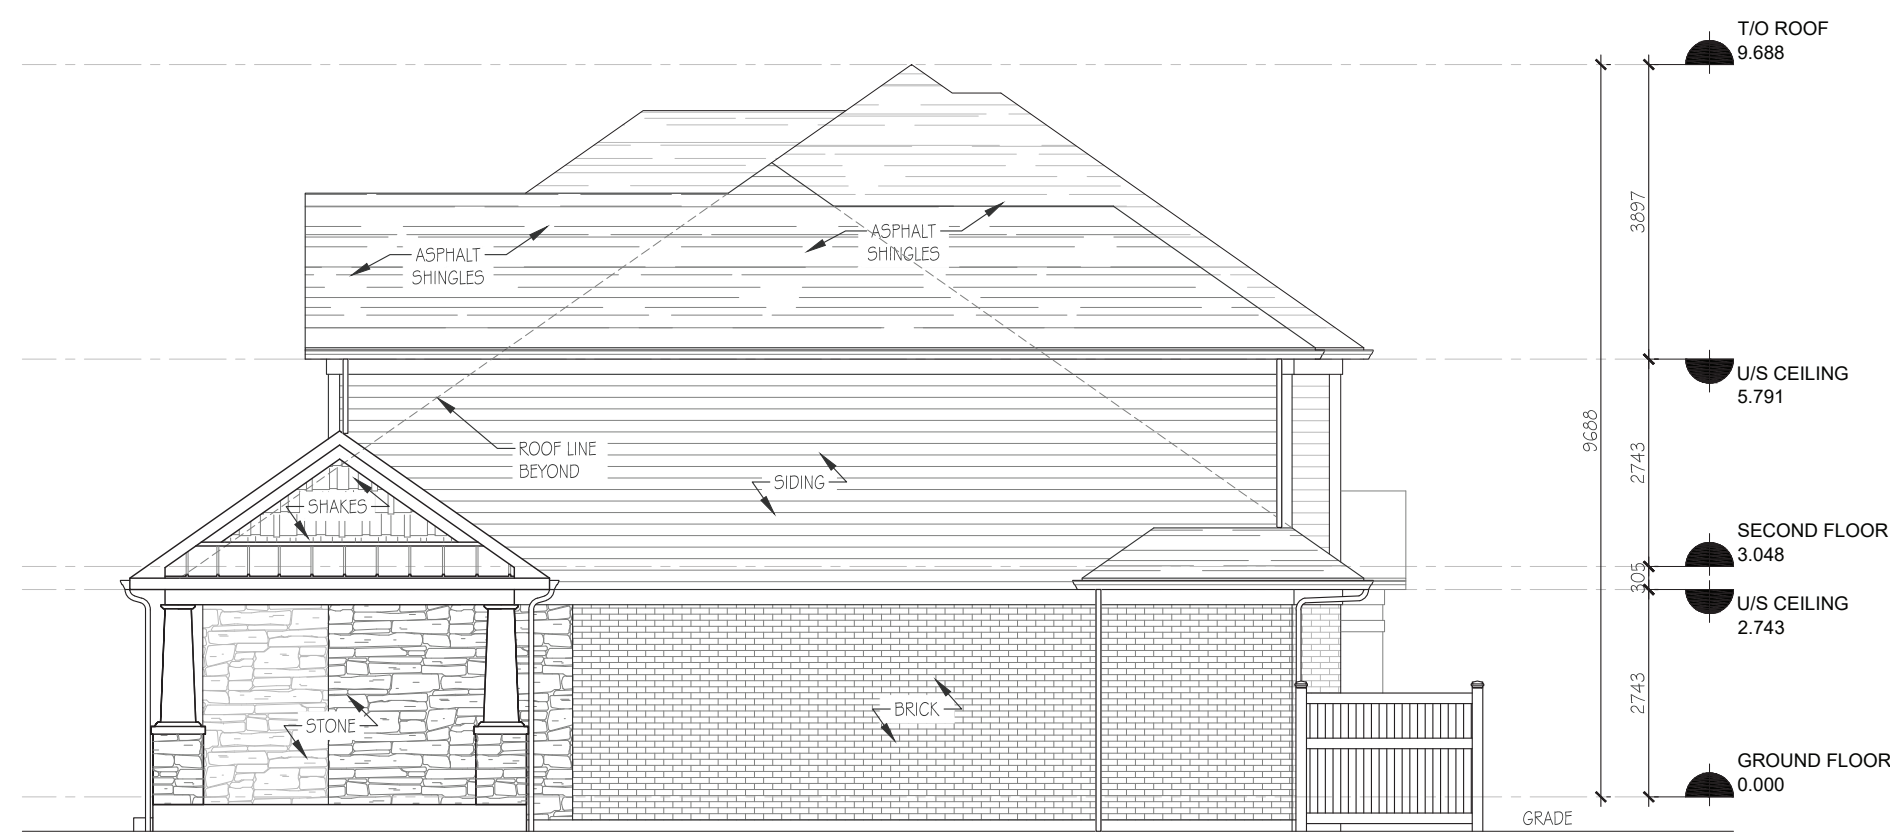 T/O ROOF
9.688
3897
ASPHALT
SHINGLES
ASPHALT
SHINGLES
U/S CEILING
5.791
9688
2743
ROOF LINE
BEYOND
SIDING
SHAKES
SECOND FLOOR
3.048
305
U/S CEILING
2.743
2743
BRICK
STONE
GROUND FLOOR
0.000
GRADE